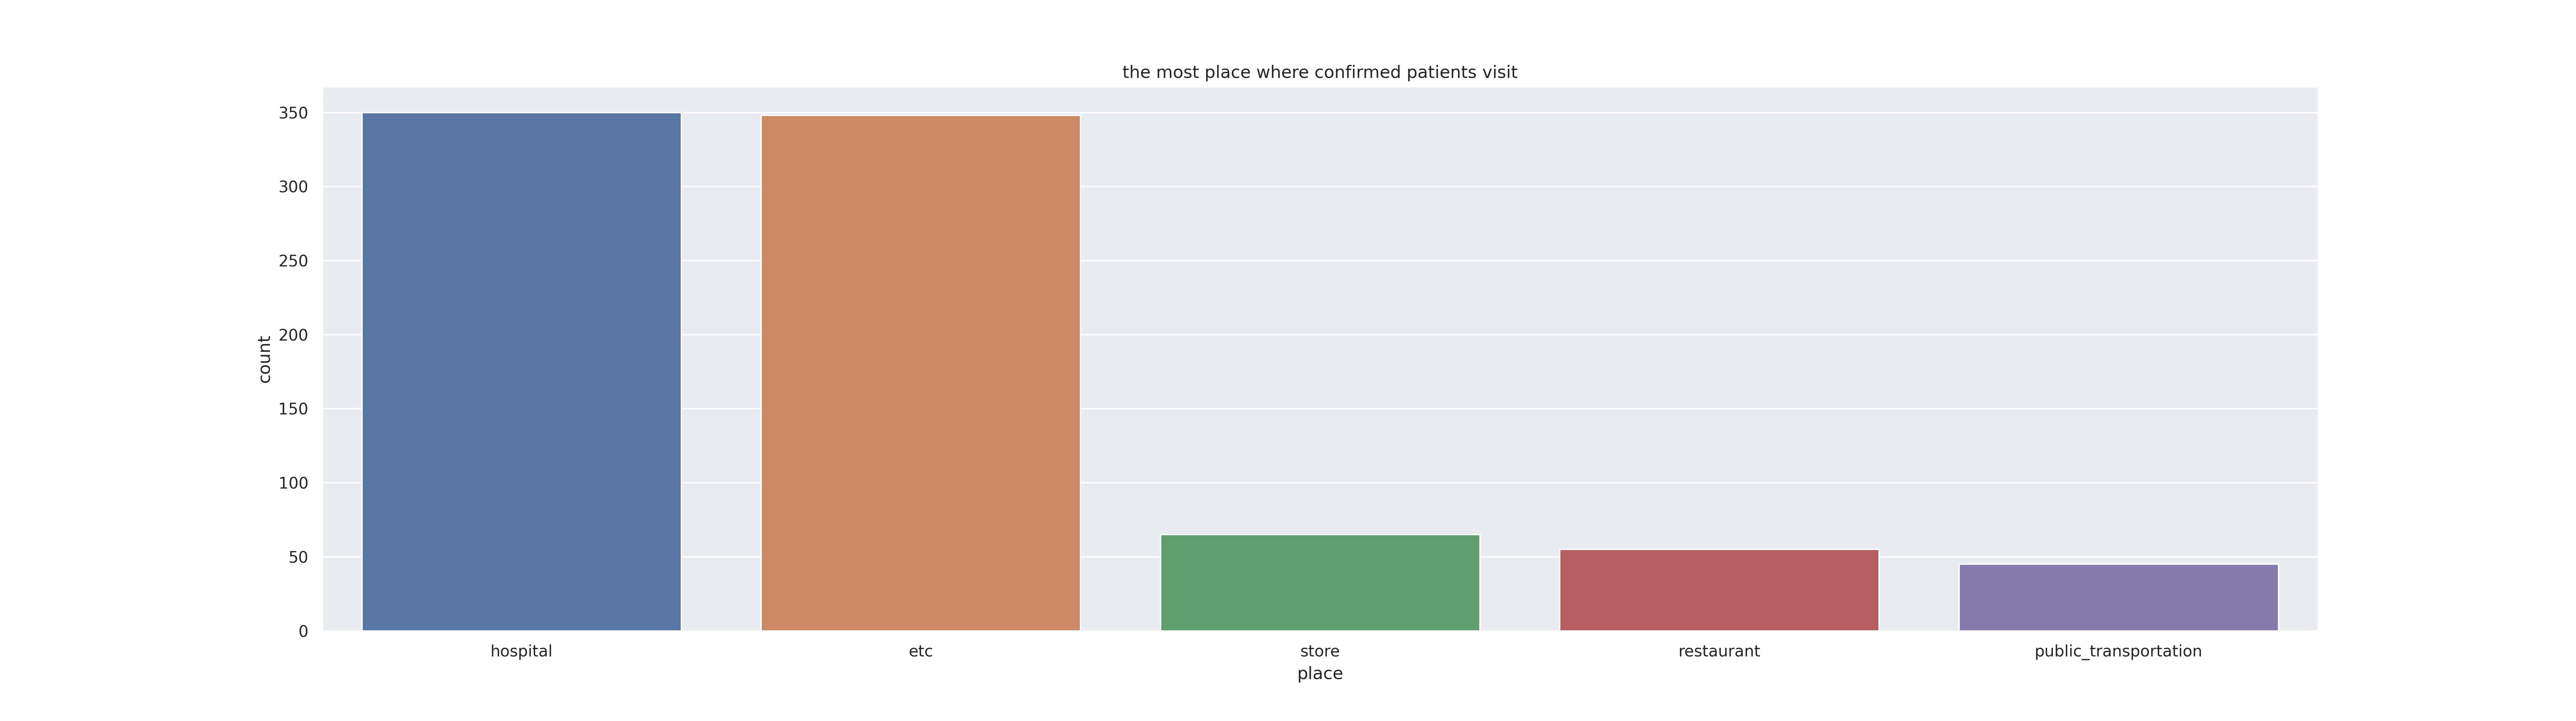 the most place where confirmed patients visit
350
300
250
200
150
100
50
0
count
hospital etc store restaurant public_transportation
place